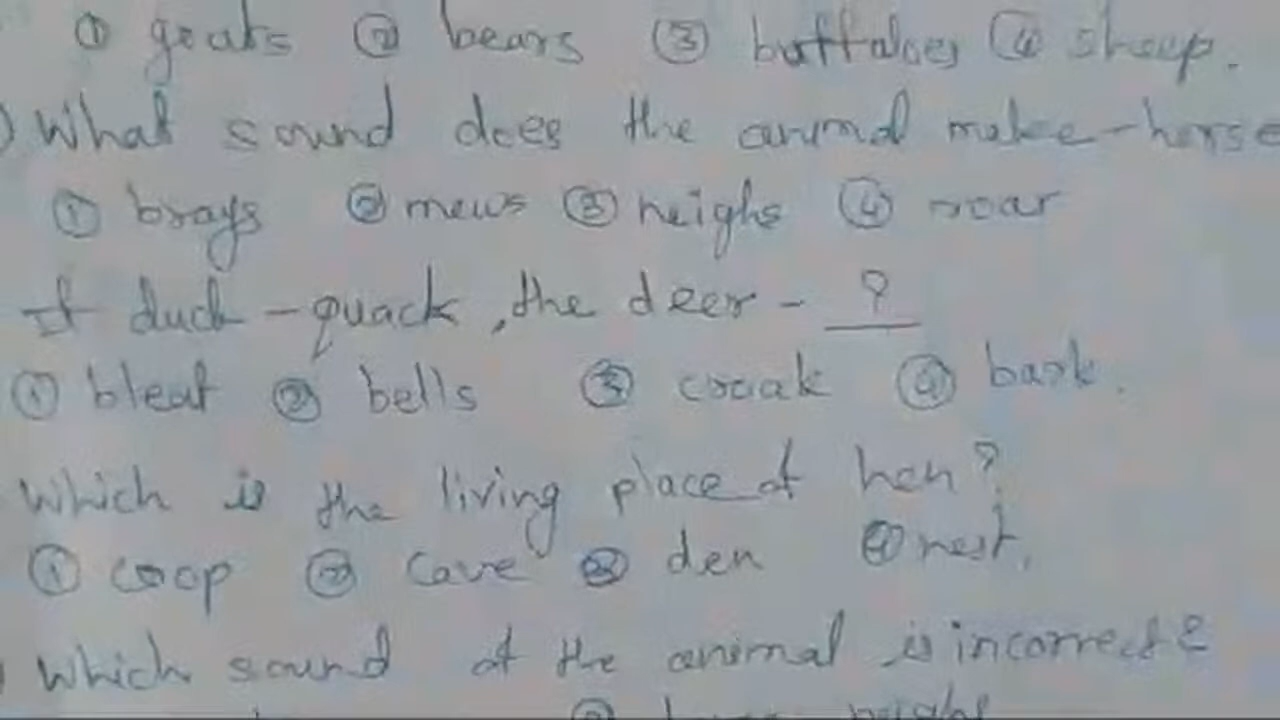 ① goats ② bears ③ buffaloes ④ sheep.
) What sound does the animal make - horse
① brays ② mews ③ neighs ④ roar
If duck - quack, the deer - ?
① bleat ② bells ③ croak ④ bark.
Which is the living place of hen?
① coop ② cave ③ den ④ nest.
) Which sound of the animal is incorrect?
②